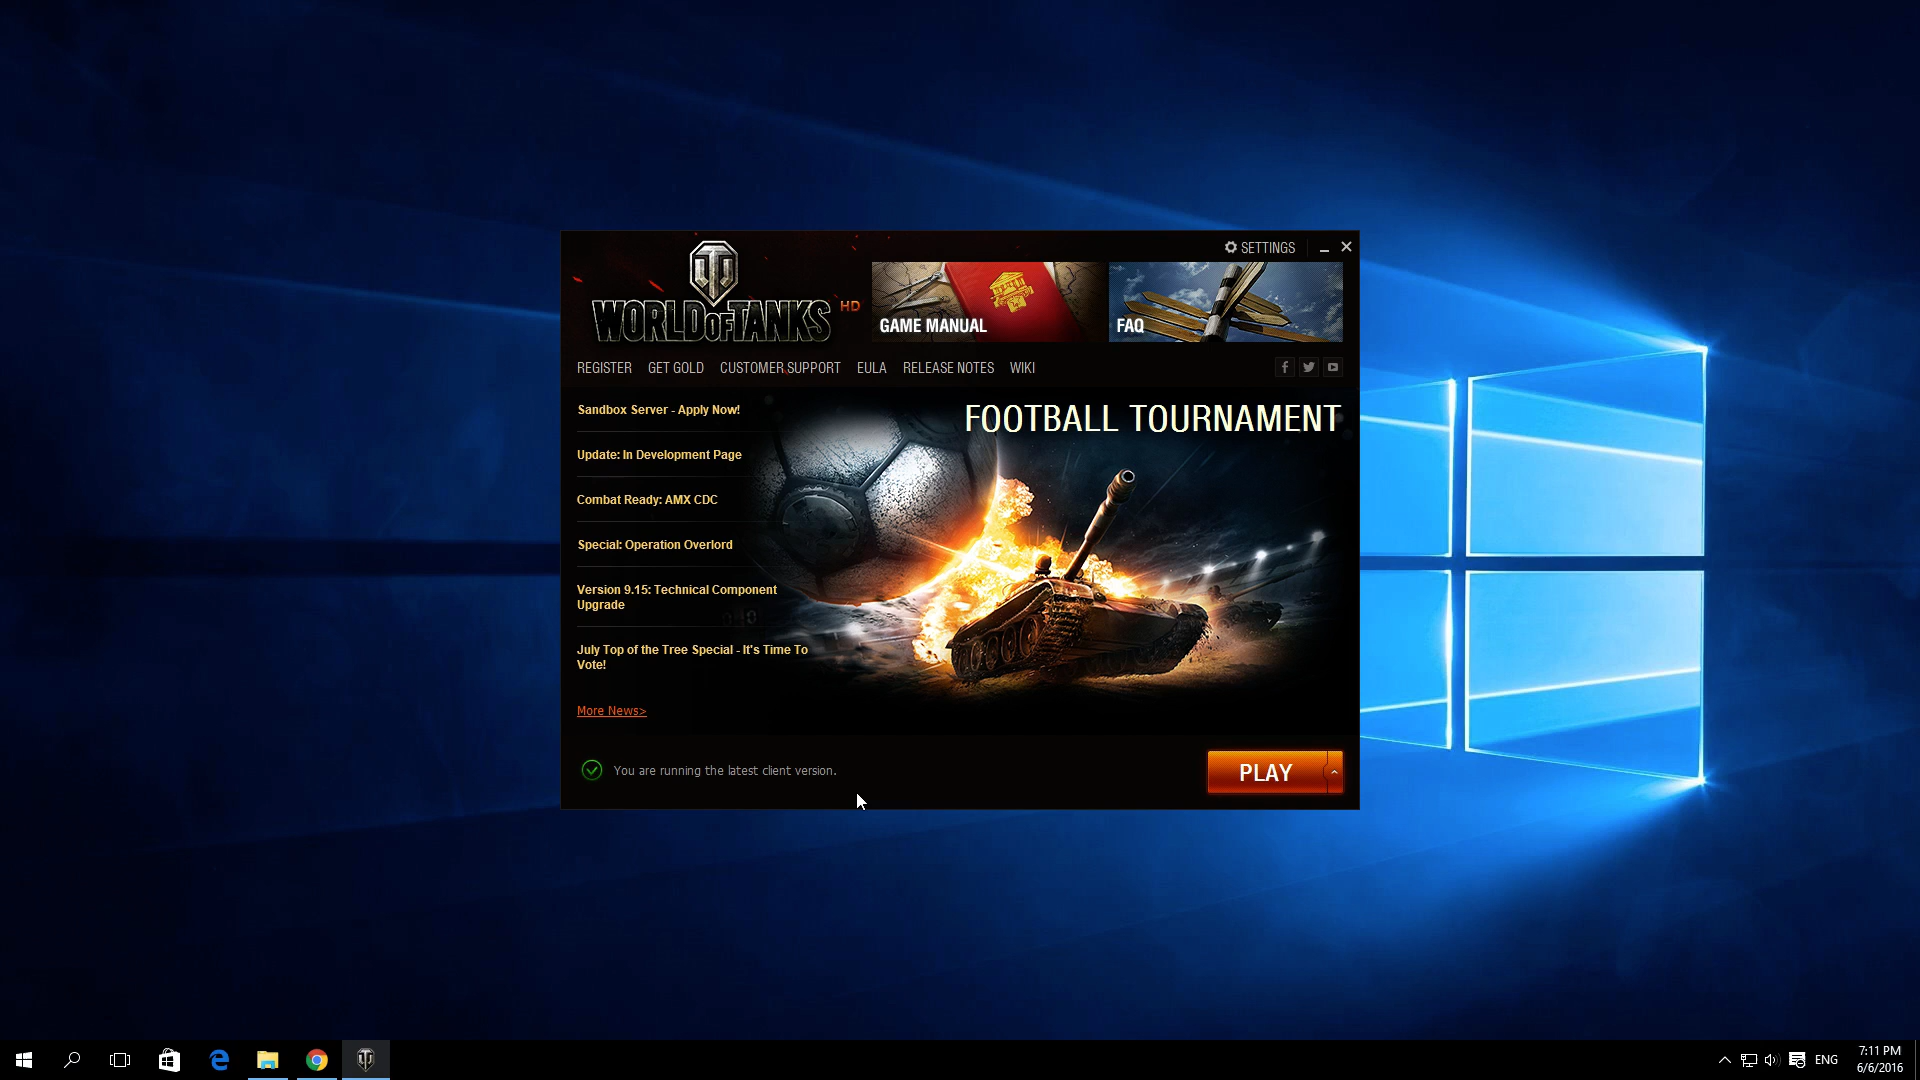 SETTINGS
WORLD OF TANKS HD
GAME MANUAL
FAQ
REGISTER GET GOLD CUSTOMER SUPPORT EULA RELEASE NOTES WIKI
Sandbox Server - Apply Now!
FOOTBALL TOURNAMENT
Update: In Development Page
Combat Ready: AMX CDC
Special: Operation Overlord
Version 9.15: Technical Component
Upgrade
July Top of the Tree Special - It's Time To
Vote!
More News>
You are running the latest client version.
PLAY
ENG
7:11 PM
6/6/2016